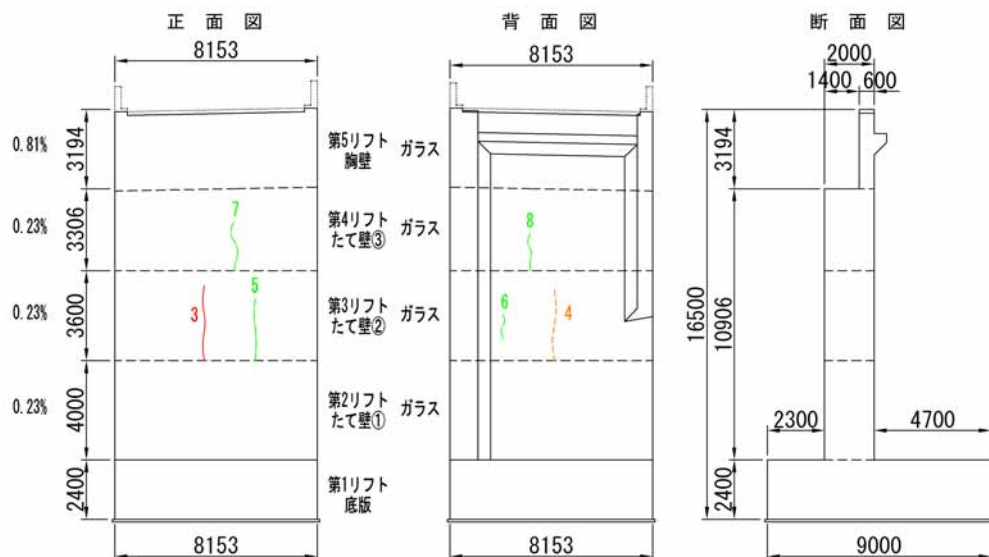 正 面 図
背 面 図
断 面 図
8153
8153
2000
1400 600
0.81%
3194
第5リフト
胸壁
ガラス
3194
7
8
0.23%
3306
第4リフト
たて壁③
ガラス
5
3
6
4
0.23%
3600
第3リフト
たて壁②
ガラス
16500
10906
0.23%
4000
第2リフト
たて壁①
ガラス
2300
4700
2400
第1リフト
底版
2400
8153
8153
9000